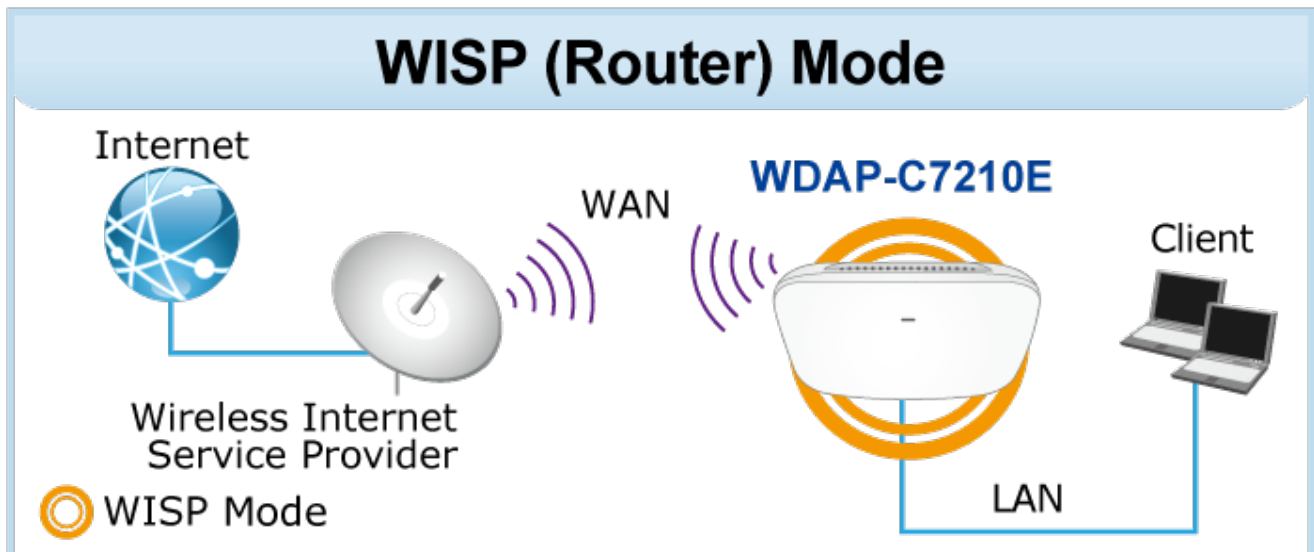 WISP (Router) Mode
Internet
WAN
WDAP-C7210E
Client
Wireless Internet
Service Provider
WISP Mode
LAN